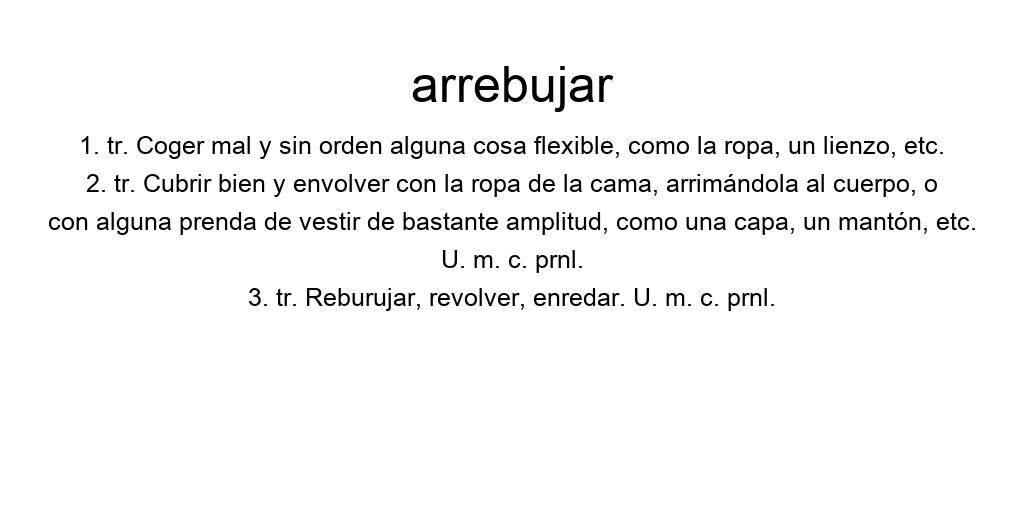 arrebujar
1. tr. Coger mal y sin orden alguna cosa flexible, como la ropa, un lienzo, etc.
2. tr. Cubrir bien y envolver con la ropa de la cama, arrimándola al cuerpo, o
con alguna prenda de vestir de bastante amplitud, como una capa, un mantón, etc.
U. m. c. prnl.
3. tr. Reburujar, revolver, enredar. U. m. c. prnl.